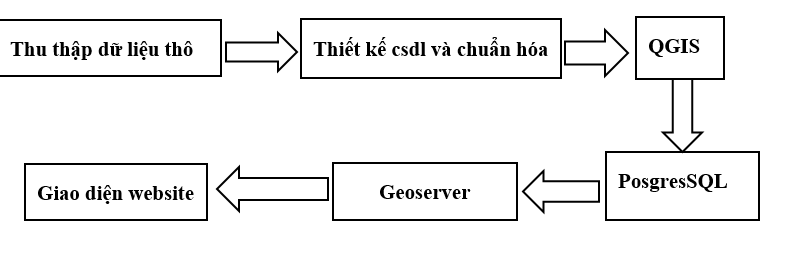 Thu thập dữ liệu thô
Thiết kế csdl và chuẩn hóa
QGIS
PosgresSQL
Geoserver
Giao diện website